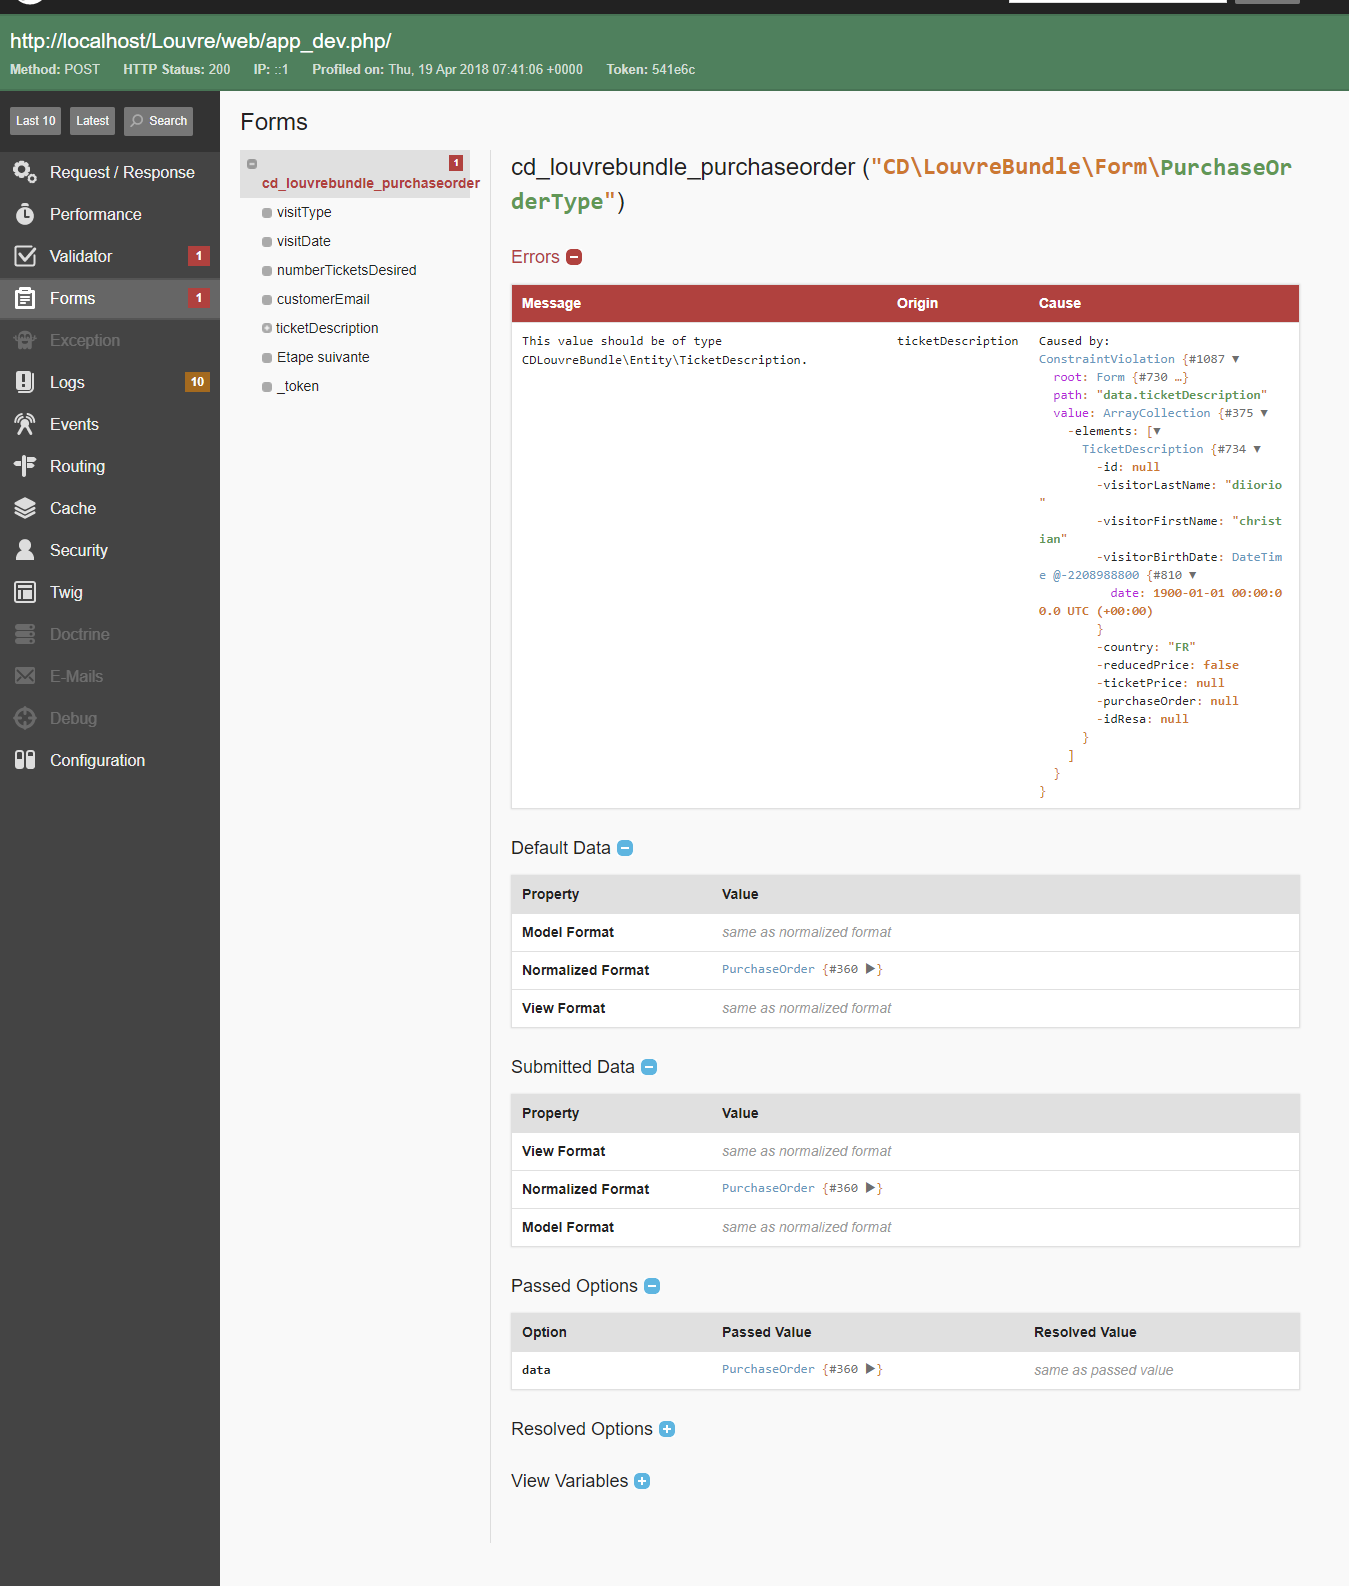 http://localhost/Louvre/web/app_dev.php/
Method: POST HTTP Status: 200 IP: ::1 Profiled on: Thu, 19 Apr 2018 07:41:06 +0000 Token: 541e6c
Last 10 Latest Search
Request / Response
Performance
Validator 1
Forms 1
Exception
Logs 10
Events
Routing
Cache
Security
Twig
Doctrine
E-Mails
Debug
Configuration
Forms
1
cd_louvrebundle_purchaseorder
visitType
visitDate
numberTicketsDesired
customerEmail
ticketDescription
Etape suivante
_token
cd_louvrebundle_purchaseorder ("CD\LouvreBundle\Form\PurchaseOr
derType")
Errors
Message Origin Cause
This value should be of type
CDLouvreBundle\Entity\TicketDescription.
ticketDescription
Caused by:
ConstraintViolation {#1087 ▼
root: Form {#730 …}
path: "data.ticketDescription"
value: ArrayCollection {#375 ▼
-elements: [▼
TicketDescription {#734 ▼
-id: null
-visitorLastName: "diiorio
"
-visitorFirstName: "christ
ian"
-visitorBirthDate: DateTim
e @-2208988800 {#810 ▼
date: 1900-01-01 00:00:0
0.0 UTC (+00:00)
}
-country: "FR"
-reducedPrice: false
-ticketPrice: null
-purchaseOrder: null
-idResa: null
}
]
}
}
Default Data
Property Value
Model Format same as normalized format
Normalized Format PurchaseOrder {#360 ▶}
View Format same as normalized format
Submitted Data
Property Value
View Format same as normalized format
Normalized Format PurchaseOrder {#360 ▶}
Model Format same as normalized format
Passed Options
Option Passed Value Resolved Value
data PurchaseOrder {#360 ▶} same as passed value
Resolved Options
View Variables